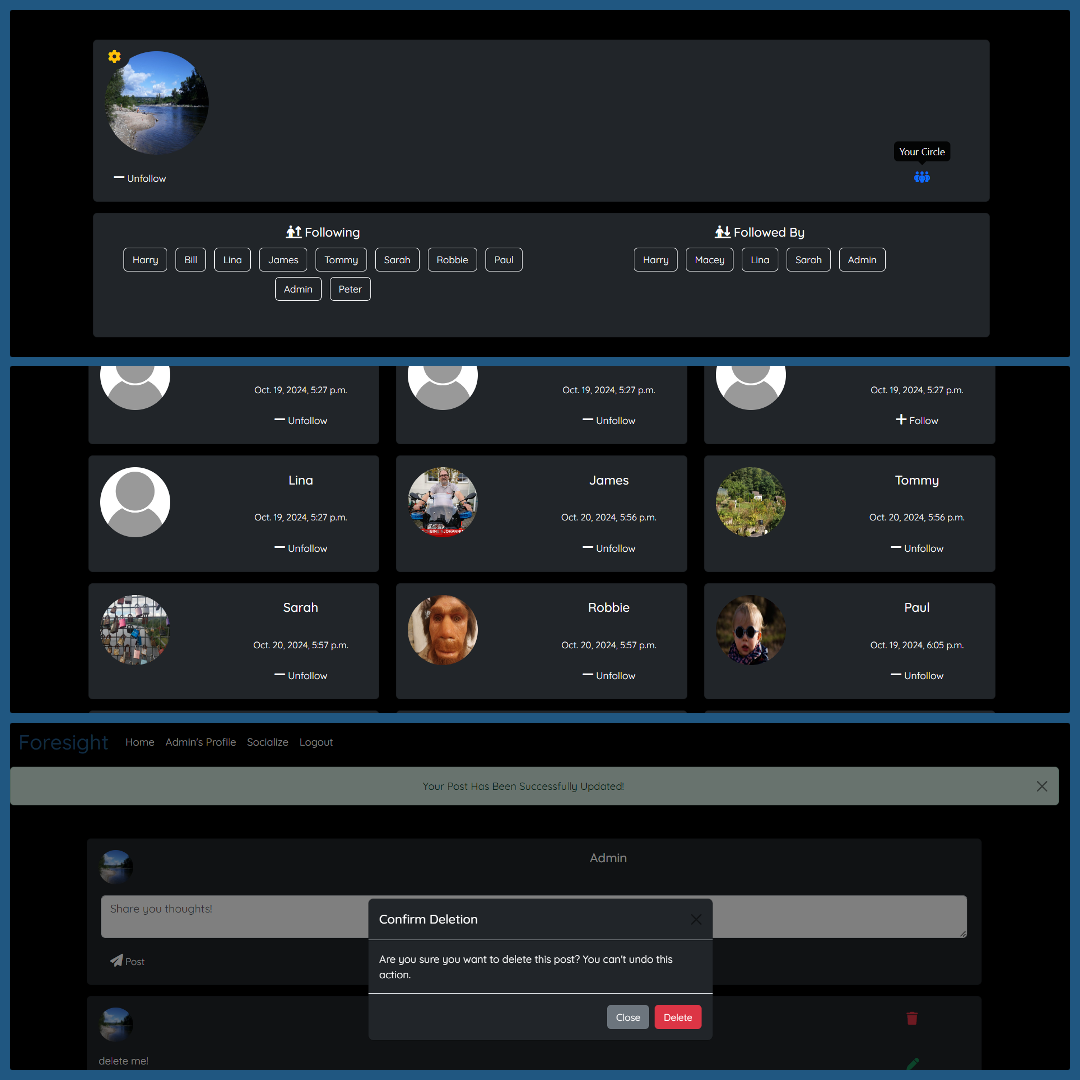 Your Circle
Unfollow
Following
Harry Bill Lina James Tommy Sarah Robbie Paul
Admin Peter
Followed By
Harry Macey Lina Sarah Admin
Oct. 19, 2024, 5:27 p.m. Oct. 19, 2024, 5:27 p.m. Oct. 19, 2024, 5:27 p.m.
Unfollow Unfollow Follow
Lina James Tommy
Oct. 19, 2024, 5:27 p.m. Oct. 20, 2024, 5:56 p.m. Oct. 20, 2024, 5:56 p.m.
Unfollow Unfollow Unfollow
Sarah Robbie Paul
Oct. 20, 2024, 5:57 p.m. Oct. 20, 2024, 5:57 p.m. Oct. 19, 2024, 6:05 p.m.
Unfollow Unfollow Unfollow
Foresight Home Admin's Profile Socialize Logout
Your Post Has Been Successfully Updated!
Admin
Share you thoughts!
Post
Confirm Deletion
Are you sure you want to delete this post? You can't undo this
action.
Close Delete
delete me!